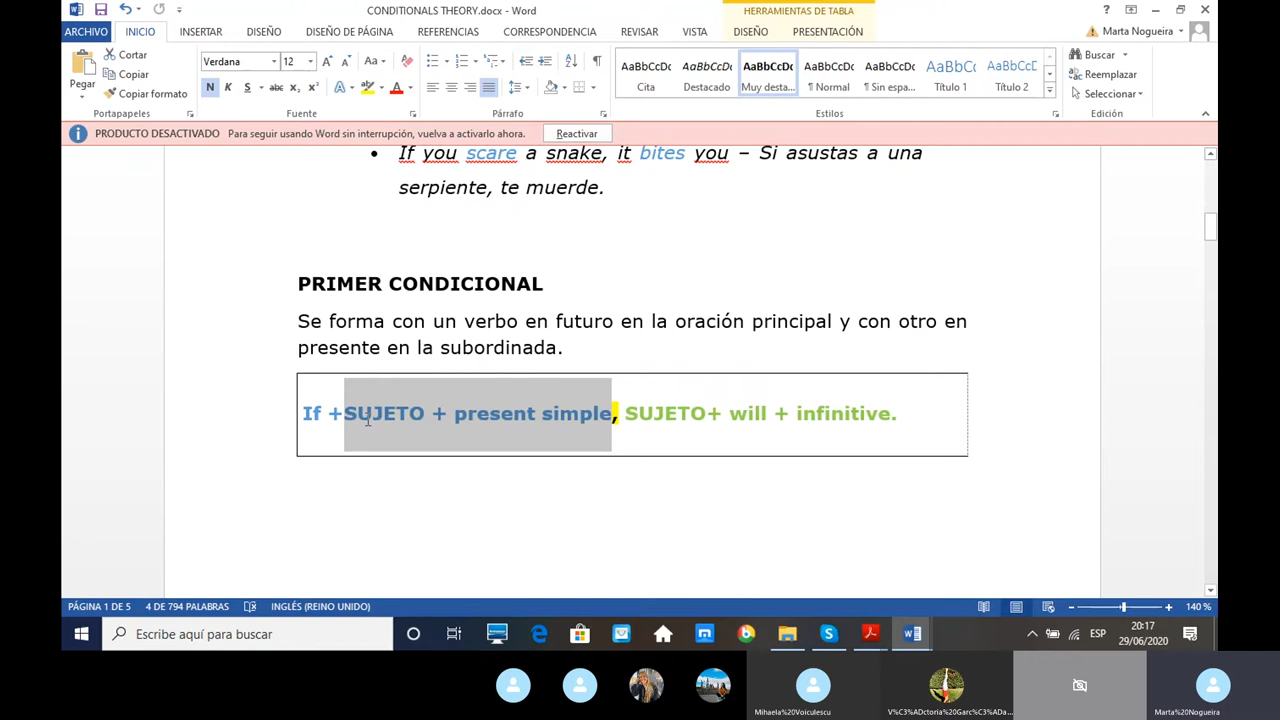 CONDITIONALS THEORY.docx - Word
HERRAMIENTAS DE TABLA
?
ARCHIVO INICIO INSERTAR DISEÑO DISEÑO DE PÁGINA REFERENCIAS CORRESPONDENCIA REVISAR VISTA DISEÑO PRESENTACIÓN
Marta Nogueira
Pegar
Cortar
Copiar
Copiar formato
Verdana 12
N K S abc x₂ x²
AaBbCcDc AaBbCcDc AaBbCcDc AaBbCcDc AaBbCcDc AaBbCcD AaBbCcD
Cita Destacado Muy desta... ¶ Normal ¶ Sin espa... Título 1 Título 2
Buscar
Reemplazar
Seleccionar
Portapapeles Fuente Párrafo Estilos Edición
PRODUCTO DESACTIVADO Para seguir usando Word sin interrupción, vuelva a activarlo ahora. Reactivar
• If you scare a snake, it bites you – Si asustas a una
serpiente, te muerde.
PRIMER CONDICIONAL
Se forma con un verbo en futuro en la oración principal y con otro en
presente en la subordinada.
If +SUJETO + present simple, SUJETO+ will + infinitive.
PÁGINA 1 DE 5 4 DE 794 PALABRAS INGLÉS (REINO UNIDO) 140 %
Escribe aquí para buscar
ESP
20:17
29/06/2020
Mihaela%20Voiculescu
V%C3%ADctoria%20Garc%C3%ADa...
Marta%20Nogueira